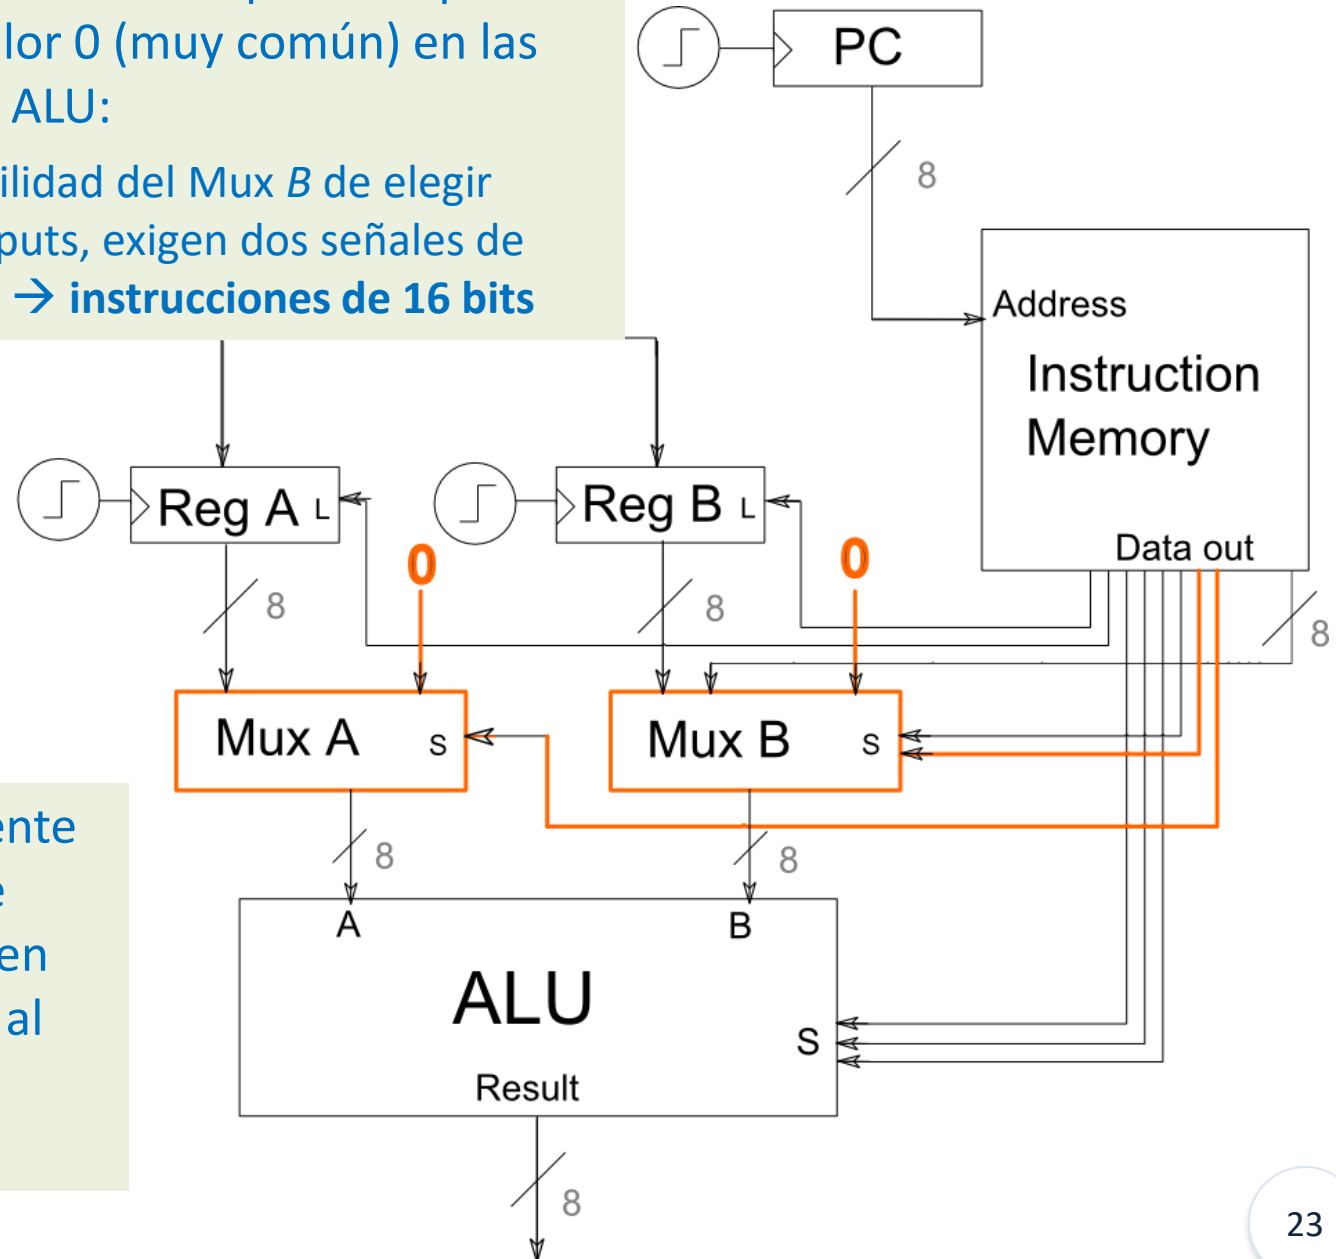 lor 0 (muy común) en las
ALU:
ilidad del Mux B de elegir
puts, exigen dos señales de
→ instrucciones de 16 bits
PC
8
Address
Instruction
Memory
Data out
8
Reg A L
Reg B L
0
0
8
8
Mux A S
Mux B S
ente
e
en
al
8
8
A
B
ALU
S
Result
8
23